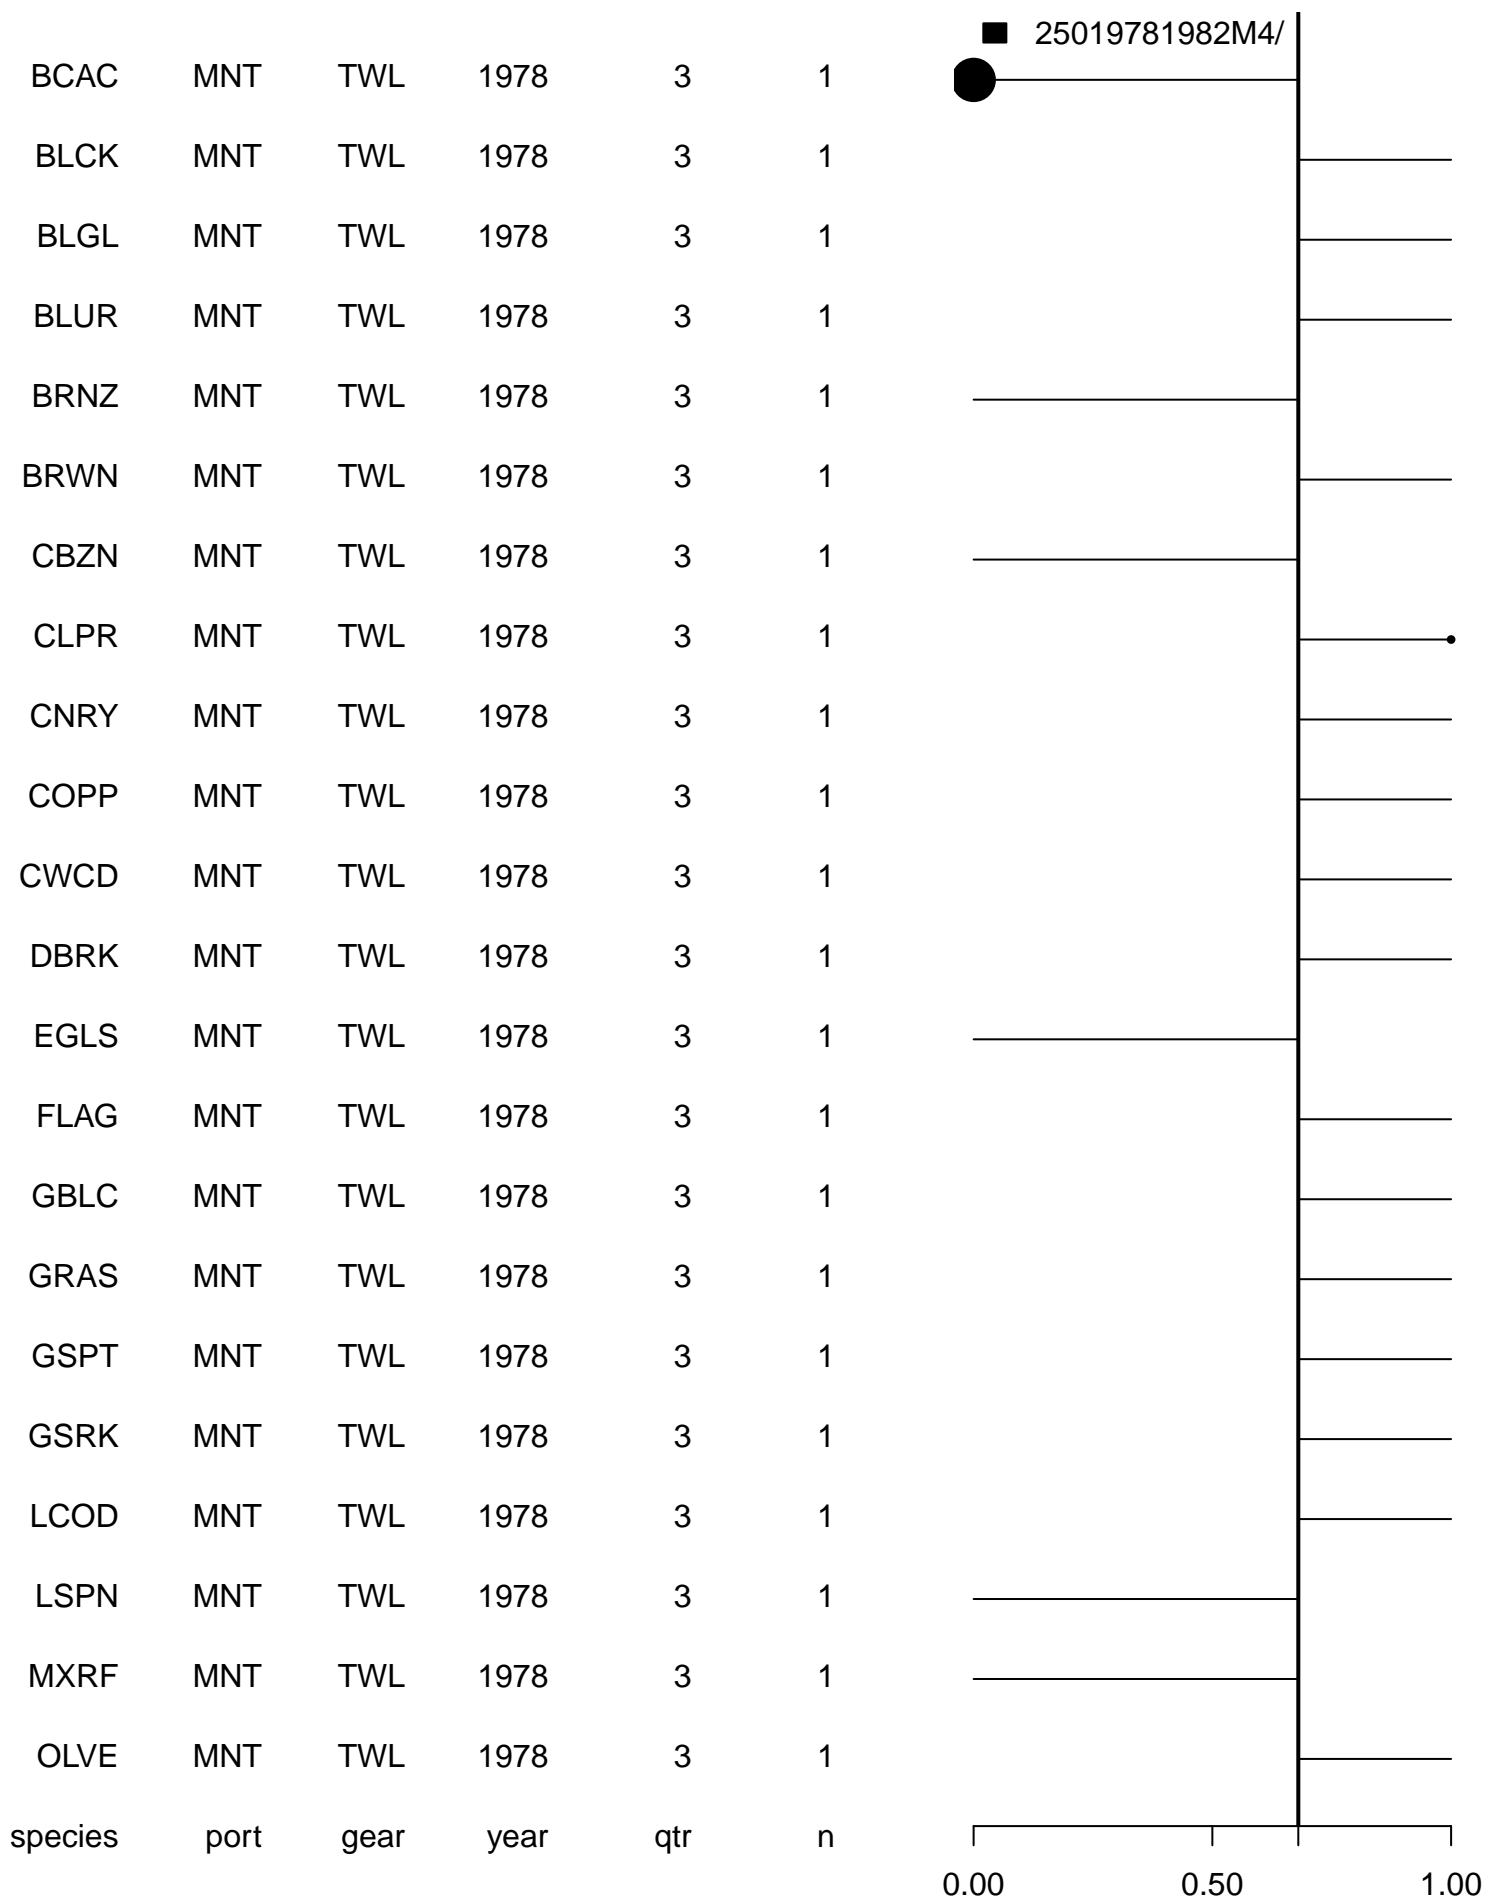 25019781982M4/
BCAC MNT TWL 1978 3 1
BLCK MNT TWL 1978 3 1
BLGL MNT TWL 1978 3 1
BLUR MNT TWL 1978 3 1
BRNZ MNT TWL 1978 3 1
BRWN MNT TWL 1978 3 1
CBZN MNT TWL 1978 3 1
CLPR MNT TWL 1978 3 1
CNRY MNT TWL 1978 3 1
COPP MNT TWL 1978 3 1
CWCD MNT TWL 1978 3 1
DBRK MNT TWL 1978 3 1
EGLS MNT TWL 1978 3 1
FLAG MNT TWL 1978 3 1
GBLC MNT TWL 1978 3 1
GRAS MNT TWL 1978 3 1
GSPT MNT TWL 1978 3 1
GSRK MNT TWL 1978 3 1
LCOD MNT TWL 1978 3 1
LSPN MNT TWL 1978 3 1
MXRF MNT TWL 1978 3 1
OLVE MNT TWL 1978 3 1
species port gear year qtr n
0.00 0.50 1.00